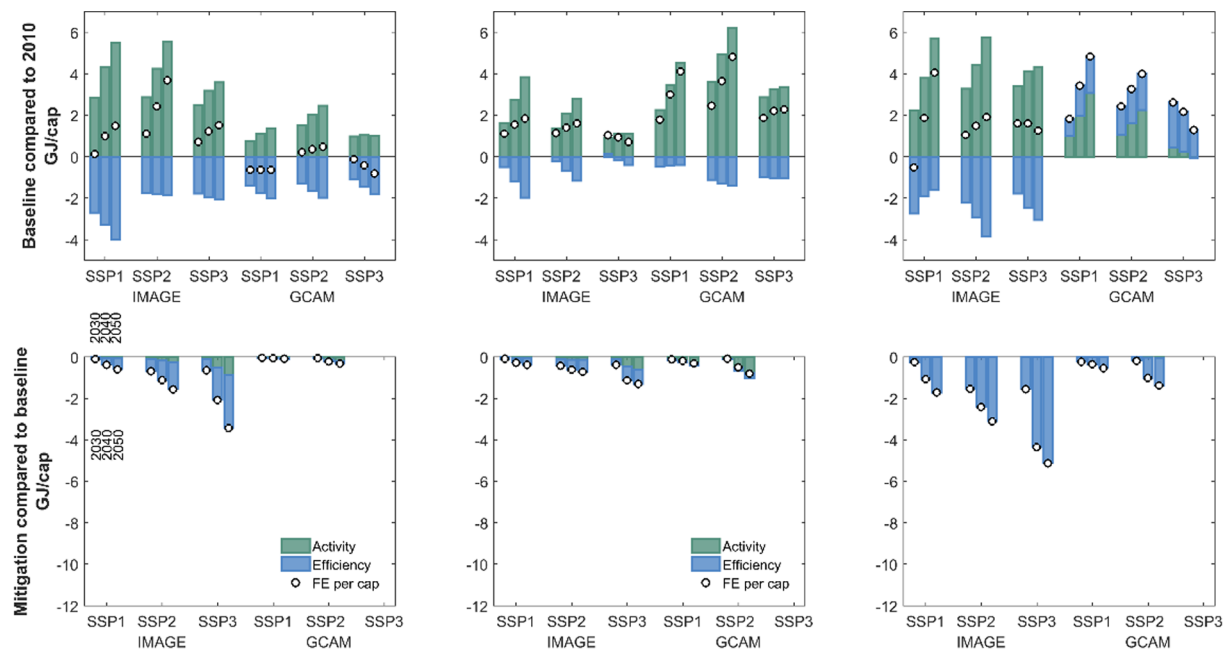 Baseline compared to 2010
GJ/cap
6
4
2
0
-2
-4
SSP1 SSP2 SSP3 SSP1 SSP2 SSP3
IMAGE GCAM
6
4
2
0
-2
-4
SSP1 SSP2 SSP3 SSP1 SSP2 SSP3
IMAGE GCAM
6
4
2
0
-2
-4
SSP1 SSP2 SSP3 SSP1 SSP2 SSP3
IMAGE GCAM
Mitigation compared to baseline
GJ/cap
2030
2040
2050
0
-2
-4
-6
-8
-10
-12
2030
2040
2050
Activity
Efficiency
FE per cap
SSP1 SSP2 SSP3 SSP1 SSP2 SSP3
IMAGE GCAM
0
-2
-4
-6
-8
-10
-12
Activity
Efficiency
FE per cap
SSP1 SSP2 SSP3 SSP1 SSP2 SSP3
IMAGE GCAM
0
-2
-4
-6
-8
-10
-12
SSP1 SSP2 SSP3 SSP1 SSP2 SSP3
IMAGE GCAM